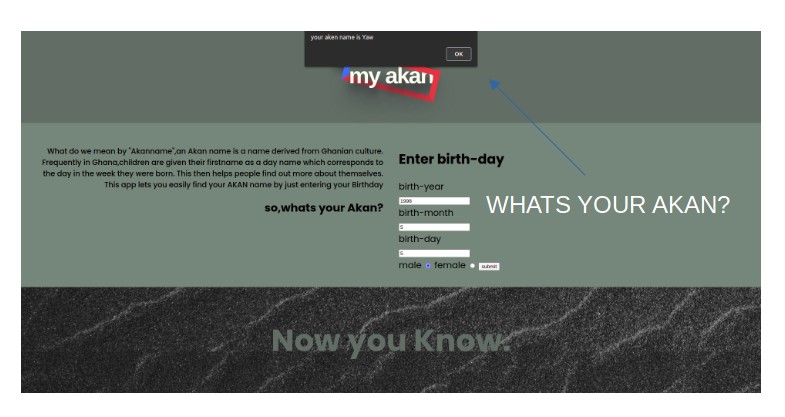 your aken name is Yaw
OK
my akan
What do we mean by "Akanname",an Akan name is a name derived from Ghanian culture.
Frequently in Ghana,children are given their firstname as a day name which corresponds to
the day in the week they were born. This then helps people find out more about themselves.
This app lets you easily find your AKAN name by just entering your Birthday
so,whats your Akan?
Enter birth-day
birth-year
1998
birth-month
5
birth-day
5
male female submit
WHATS YOUR AKAN?
Now you Know.